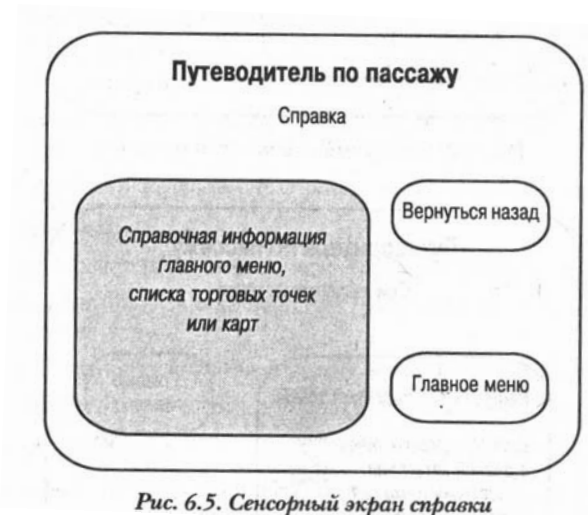 Путеводитель по пассажу
Справка
Справочная информация
главного меню,
списка торговых точек
или карт
Вернуться назад
Главное меню
Рис. 6.5. Сенсорный экран справки